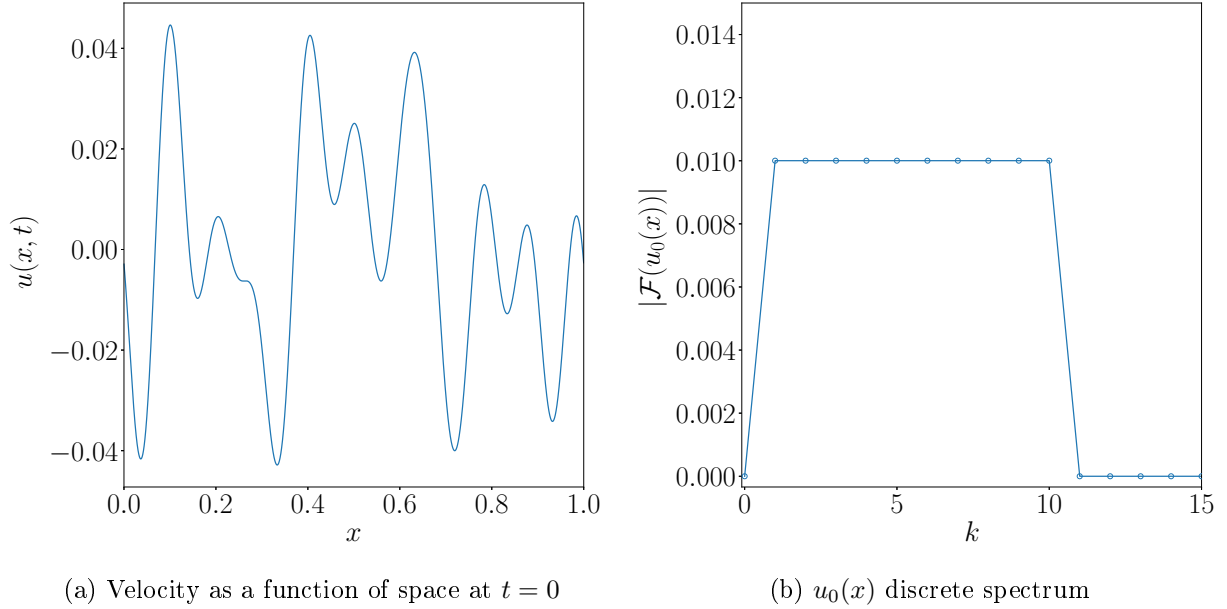 0.04
0.02
0.00
−0.02
−0.04
u(x, t)
0.0 0.2 0.4 0.6 0.8 1.0
x
0.014
0.012
0.010
0.008
0.006
0.004
0.002
0.000
|ℱ(u₀(x))|
0 5 10 15
k
(a) Velocity as a function of space at t = 0
(b) u₀(x) discrete spectrum